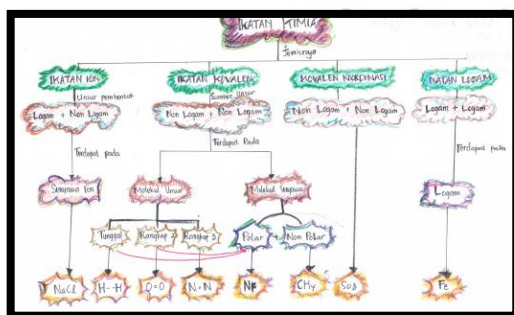 IKATAN KIMIA
Jenisnya
IKATAN ION
IKATAN KOVALEN
KOVALEN KOORDINASI
IKATAN LOGAM
Unsur pembentuk
Sumber Unsur
Logam + Non Logam
Non Logam + Non Logam
Non Logam + Non Logam
Logam + Logam
Terdapat pada
Terdapat Pada
Terdapat pada
Senyawa Ion
Molekul Unsur
Molekul Senyawa
Logam
Tunggal
Rangkap 2
Rangkap 3
Polar
Non Polar
NaCl
H-H
O=O
CH4
SO3
Fe